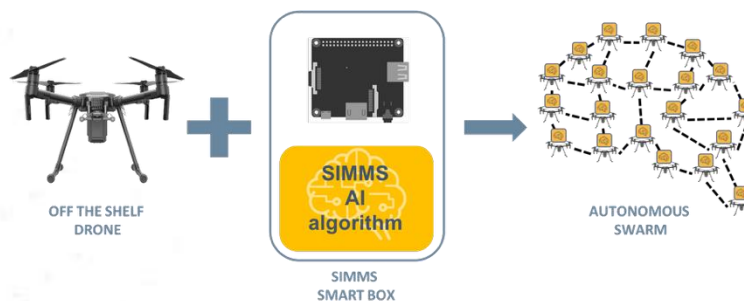 SIMMS
AI
algorithm
OFF THE SHELF
DRONE
AUTONOMOUS
SWARM
SIMMS
SMART BOX